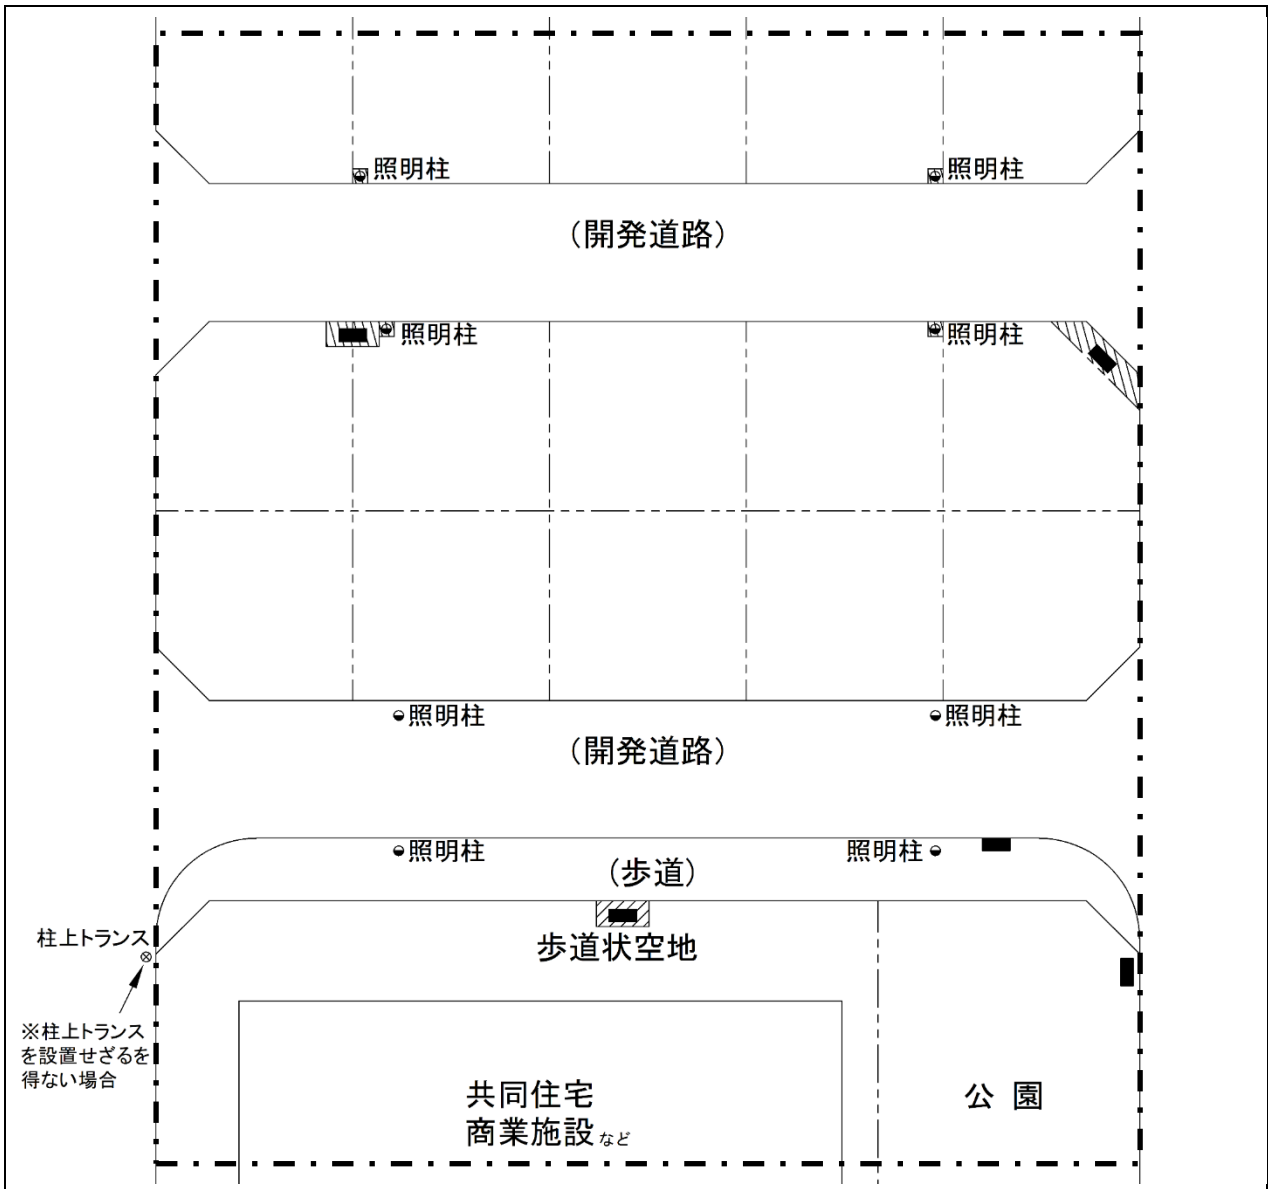 照明柱
照明柱
（開発道路）
照明柱
照明柱
照明柱
照明柱
（開発道路）
照明柱
照明柱
（歩道）
柱上トランス
歩道状空地
※柱上トランス
を設置せざるを
得ない場合
共同住宅
商業施設など
公 園